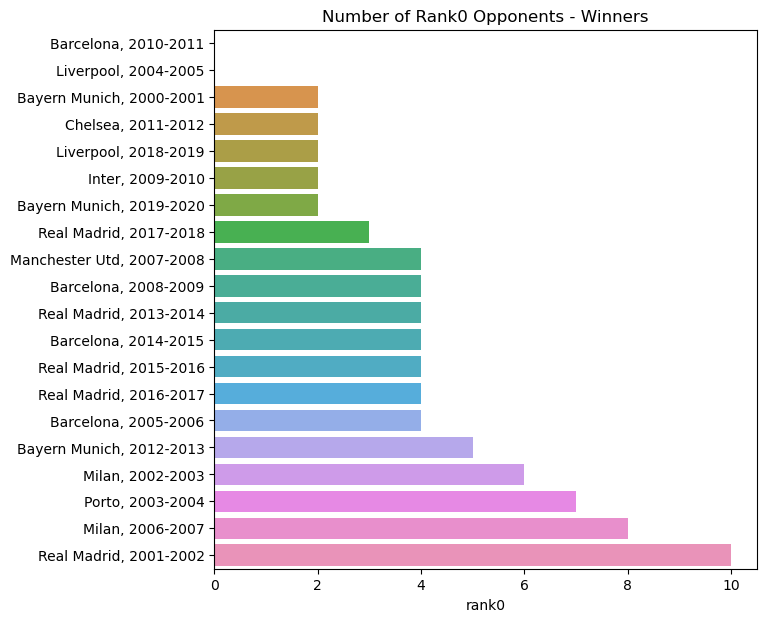 Number of Rank0 Opponents - Winners
Barcelona, 2010-2011
Liverpool, 2004-2005
Bayern Munich, 2000-2001
Chelsea, 2011-2012
Liverpool, 2018-2019
Inter, 2009-2010
Bayern Munich, 2019-2020
Real Madrid, 2017-2018
Manchester Utd, 2007-2008
Barcelona, 2008-2009
Real Madrid, 2013-2014
Barcelona, 2014-2015
Real Madrid, 2015-2016
Real Madrid, 2016-2017
Barcelona, 2005-2006
Bayern Munich, 2012-2013
Milan, 2002-2003
Porto, 2003-2004
Milan, 2006-2007
Real Madrid, 2001-2002
0 2 4 6 8 10
rank0